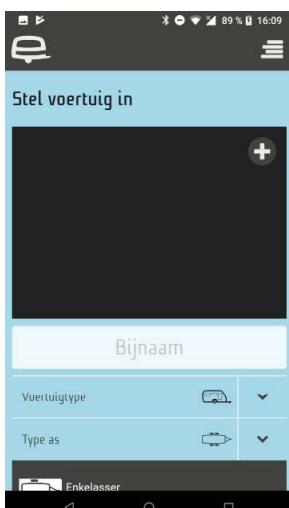 89 % 16:09
Stel voertuig in
Bijnaam
Voertuigtype
Type as
Enkelasser